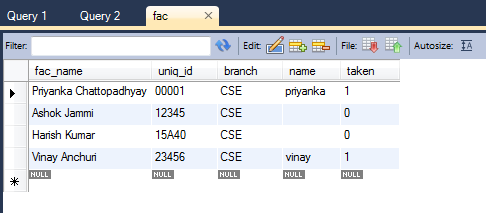 Query 1 Query 2 fac ×
Filter: Edit: File: Autosize: IA
fac_name uniq_id branch name taken
Priyanka Chattopadhyay 00001 CSE priyanka 1
Ashok Jammi 12345 CSE 0
Harish Kumar 15A40 CSE 0
Vinay Anchuri 23456 CSE vinay 1
NULL NULL NULL NULL NULL